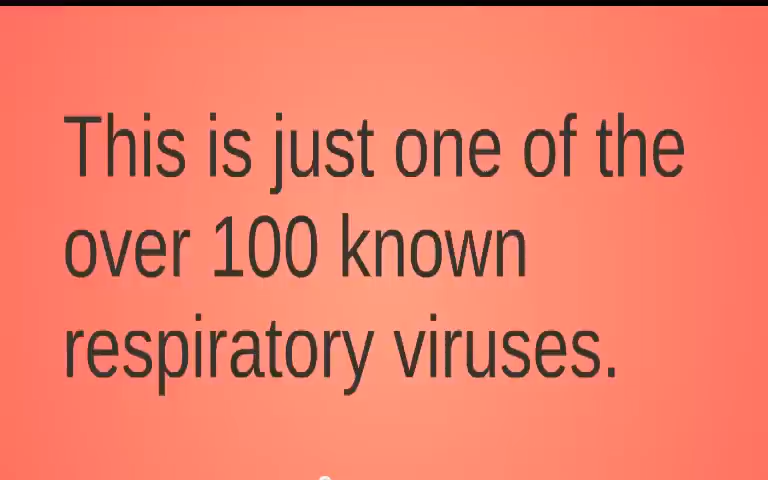 This is just one of the
over 100 known
respiratory viruses.